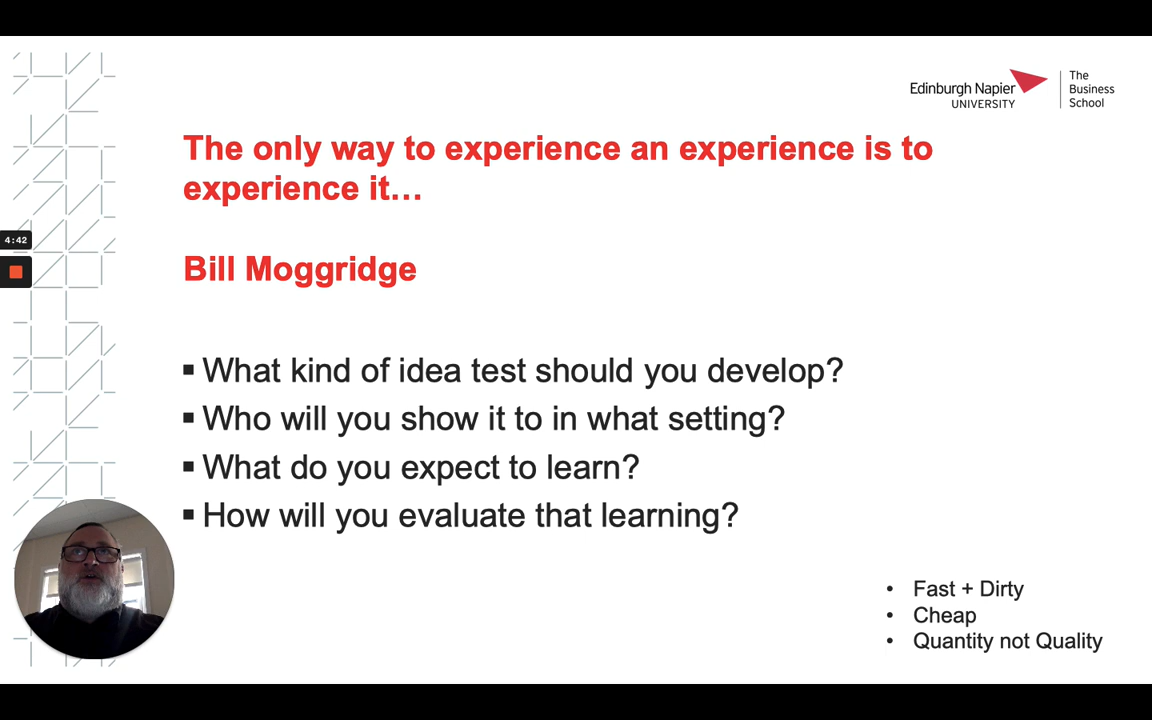 Edinburgh Napier
UNIVERSITY
The
Business
School
The only way to experience an experience is to
experience it…
Bill Moggridge
4:42
▪ What kind of idea test should you develop?
▪ Who will you show it to in what setting?
▪ What do you expect to learn?
▪ How will you evaluate that learning?
• Fast + Dirty
• Cheap
• Quantity not Quality